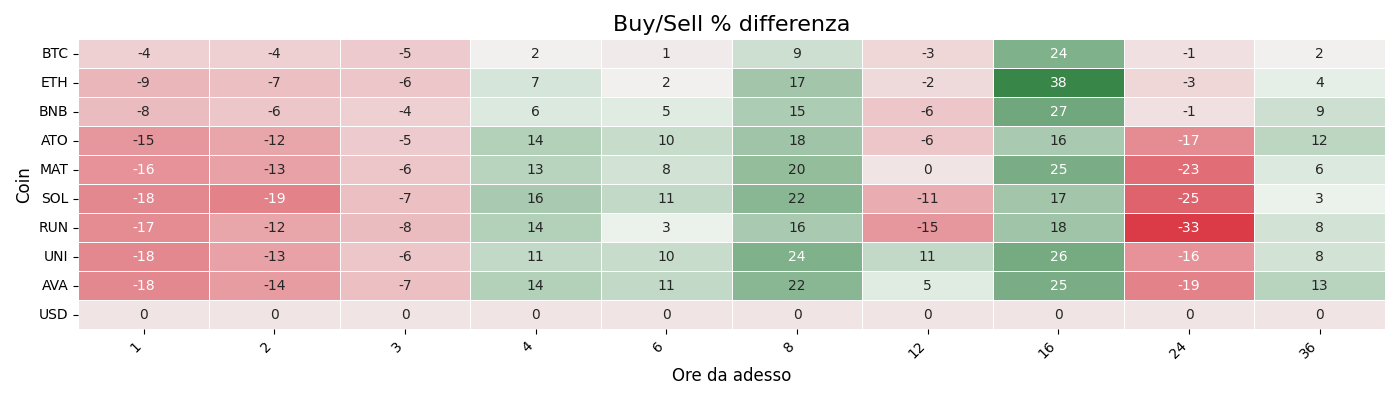 Buy/Sell % differenza
BTC -4 -4 -5 2 1 9 -3 24 -1 2
ETH -9 -7 -6 7 2 17 -2 38 -3 4
BNB -8 -6 -4 6 5 15 -6 27 -1 9
ATO -15 -12 -5 14 10 18 -6 16 -17 12
MAT -16 -13 -6 13 8 20 0 25 -23 6
SOL -18 -19 -7 16 11 22 -11 17 -25 3
RUN -17 -12 -8 14 3 16 -15 18 -33 8
UNI -18 -13 -6 11 10 24 11 26 -16 8
AVA -18 -14 -7 14 11 22 5 25 -19 13
USD 0 0 0 0 0 0 0 0 0 0
Coin
1 2 3 4 6 8 12 16 24 36
Ore da adesso